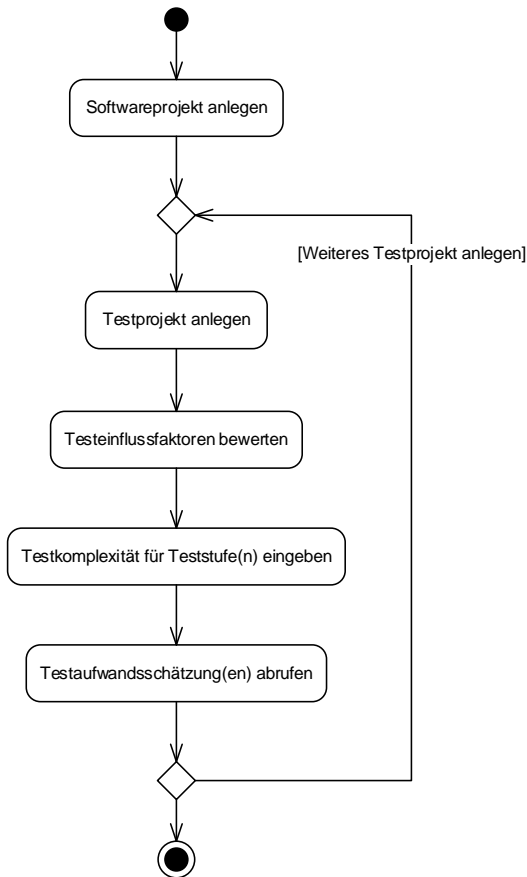 Softwareprojekt anlegen
[Weiteres Testprojekt anlegen]
Testprojekt anlegen
Testeinflussfaktoren bewerten
Testkomplexität für Teststufe(n) eingeben
Testaufwandsschätzung(en) abrufen